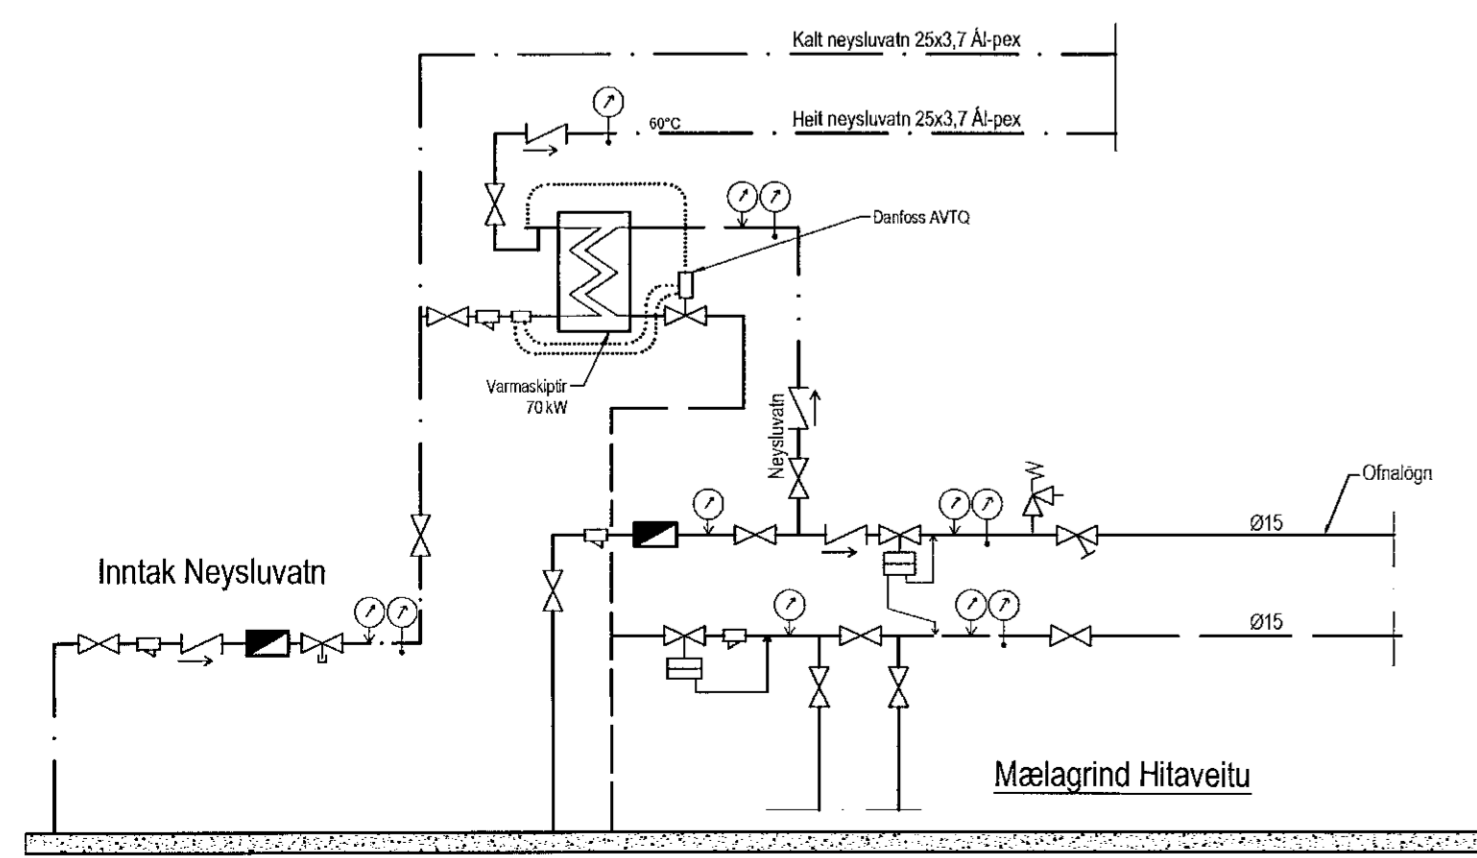 Kalt neysluvatn 25x3,7 Ál-pex
60°C
Heit neysluvatn 25x3,7 Ál-pex
Danfoss AVTQ
Varmaskiptir
70 kW
Neysluvatn
Ofnalögn
Ø15
Inntak Neysluvatn
Ø15
Mælagrind Hitaveitu